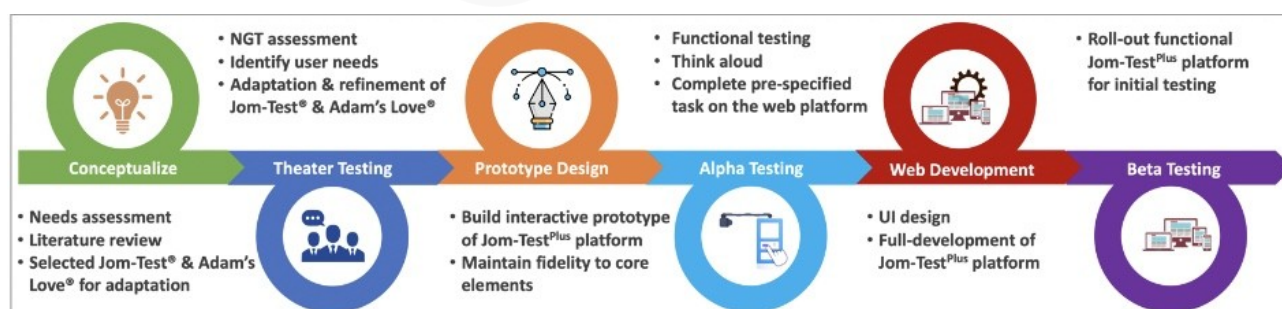 • NGT assessment
• Identify user needs
• Adaptation & refinement of
Jom-Test® & Adam's Love®
• Functional testing
• Think aloud
• Complete pre-specified
task on the web platform
• Roll-out functional
Jom-TestPlus platform
for initial testing
Conceptualize
Theater Testing
Prototype Design
Alpha Testing
Web Development
Beta Testing
• Needs assessment
• Literature review
• Selected Jom-Test® & Adam's
Love® for adaptation
• Build interactive prototype
of Jom-TestPlus platform
• Maintain fidelity to core
elements
• UI design
• Full-development of
Jom-TestPlus platform